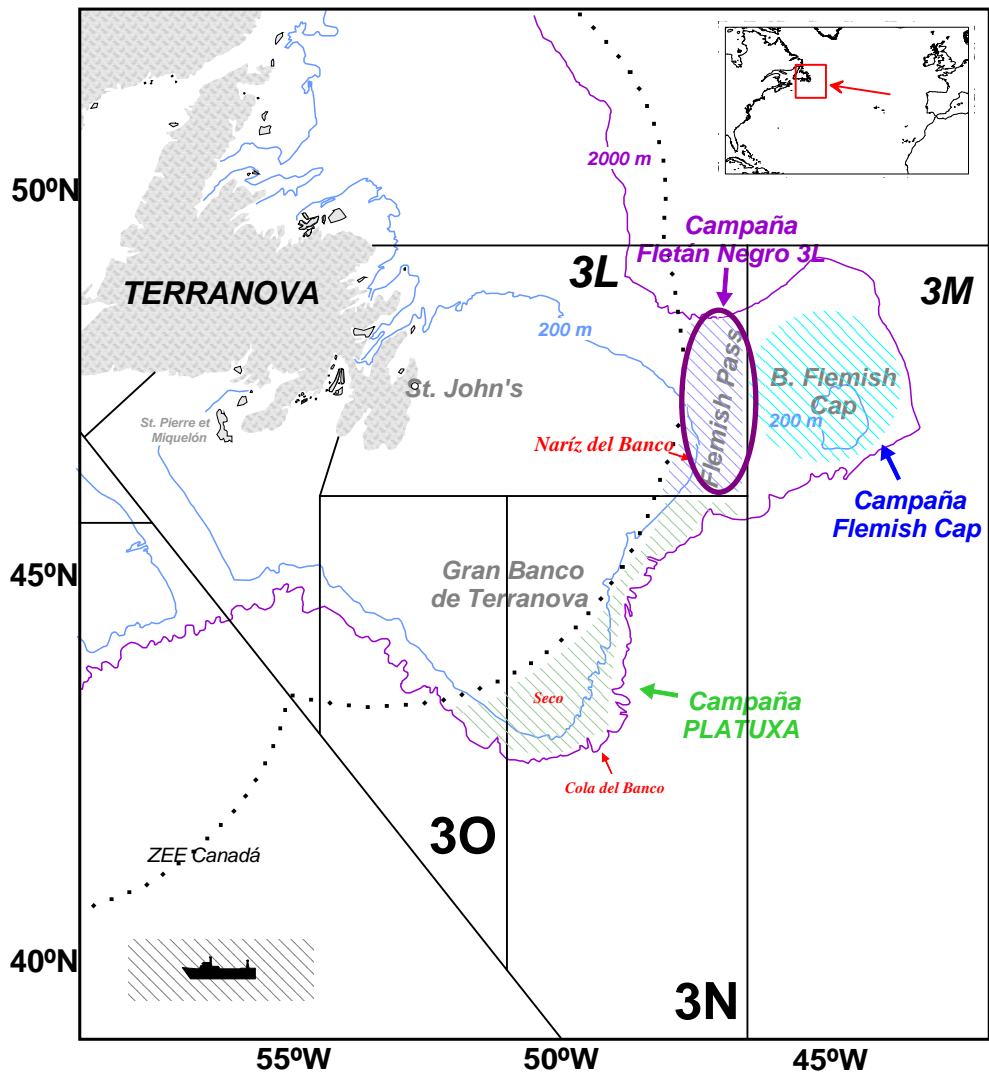 50ºN
2000 m
Campaña
Fletán Negro 3L
3L
3M
TERRANOVA
200 m
Flemish Pass
B. Flemish
Cap
St. John's
200 m
St. Pierre et
Miquelón
Naríz del Banco
Campaña
Flemish Cap
45ºN
Gran Banco
de Terranova
Seco
Campaña
PLATUXA
Cola del Banco
3O
ZEE Canadá
40ºN
3N
55ºW
50ºW
45ºW